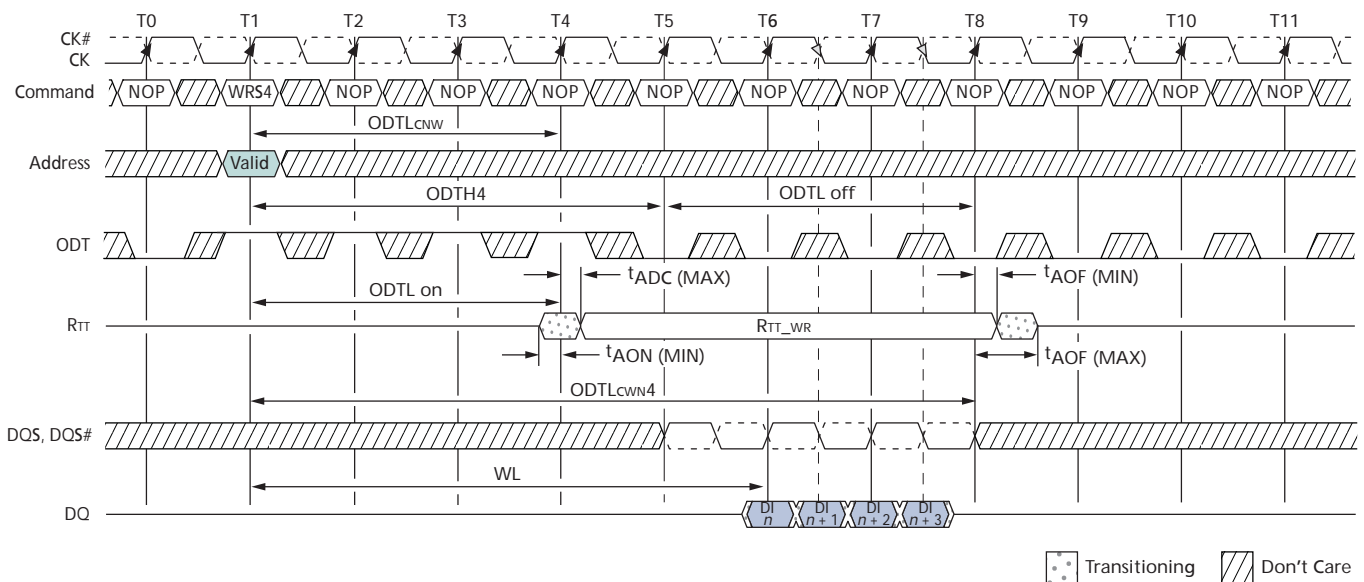 T0 T1 T2 T3 T4 T5 T6 T7 T8 T9 T10 T11
CK#
CK
Command NOP WRS4 NOP NOP NOP NOP NOP NOP NOP NOP NOP NOP
ODTLCNW
Address Valid
ODTH4 ODTL off
ODT
tADC (MAX) tAOF (MIN)
ODTL on
RTT RTT_WR
tAON (MIN) tAOF (MAX)
ODTLCWN4
DQS, DQS#
WL
DQ DI n DI n + 1 DI n + 2 DI n + 3
Transitioning Don't Care